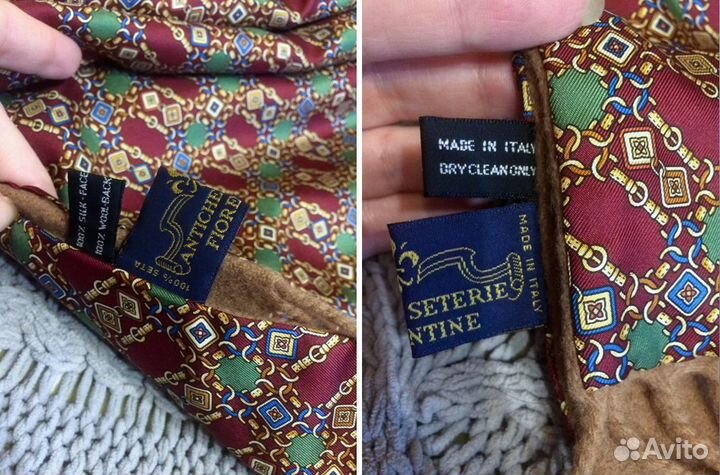 100% SILK-FACE
100% WOOL-BACK
ANTICHE
FIORE
100% SETA
MADE IN ITALY
DRY CLEAN ONLY
MADE IN ITALY
SETERIE
NTINE
Avito